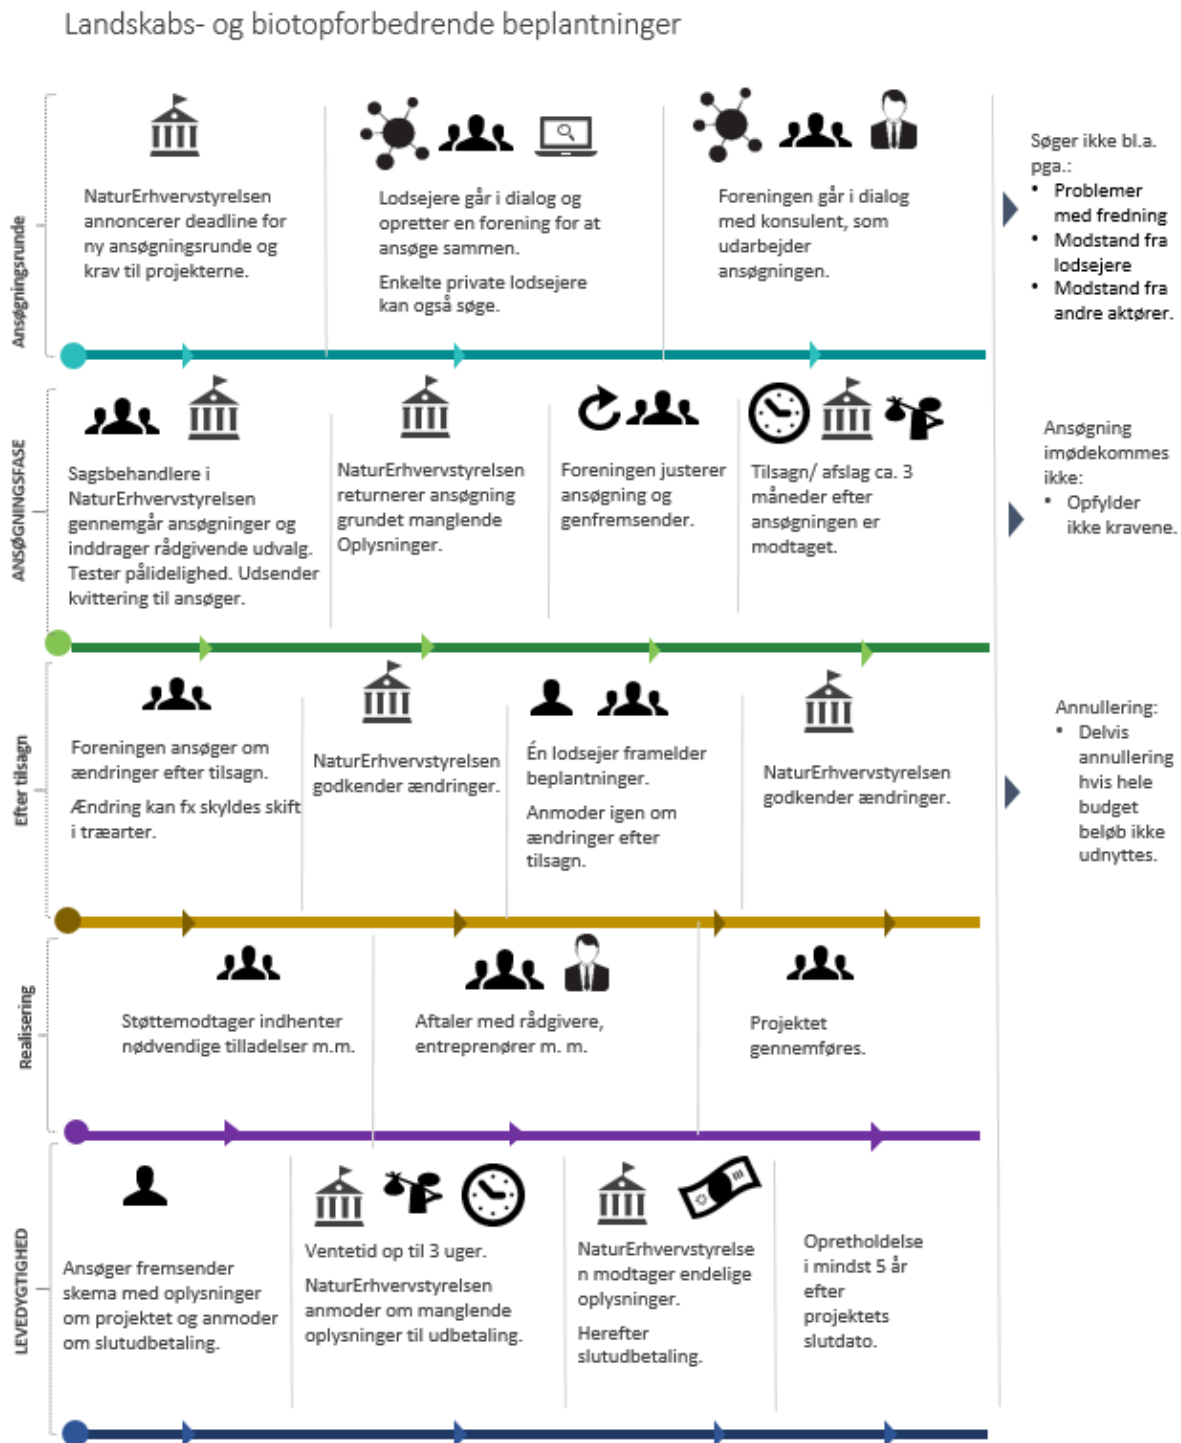 Landskabs- og biotopforbedrende beplantninger
Ansøgningsrunde
NaturErhvervstyrelsen
annoncerer deadline for
ny ansøgningsrunde og
krav til projekterne.
Lodsejere går i dialog og
opretter en forening for at
ansøge sammen.
Enkelte private lodsejere
kan også søge.
Foreningen går i dialog
med konsulent, som
udarbejder
ansøgningen.
Søger ikke bl.a.
pga.:
• Problemer
med fredning
• Modstand fra
lodsejere
• Modstand fra
andre aktører.
ANSØGNINGSFASE
Sagsbehandlere i
NaturErhvervstyrelsen
gennemgår ansøgninger og
inddrager rådgivende udvalg.
Tester pålidelighed. Udsender
kvittering til ansøger.
NaturErhvervstyrelsen
returnerer ansøgning
grundet manglende
Oplysninger.
Foreningen justerer
ansøgning og
genfremsender.
Tilsagn/ afslag ca. 3
måneder efter
ansøgningen er
modtaget.
Ansøgning
imødekommes
ikke:
• Opfylder
ikke kravene.
Efter tilsagn
Foreningen ansøger om
ændringer efter tilsagn.
Ændring kan fx skyldes skift
i træarter.
NaturErhvervstyrelsen
godkender ændringer.
Én lodsejer framelder
beplantninger.
Anmoder igen om
ændringer efter
tilsagn.
NaturErhvervstyrelsen
godkender ændringer.
Annullering:
• Delvis
annullering
hvis hele
budget
beløb ikke
udnyttes.
Realisering
Støttemodtager indhenter
nødvendige tilladelser m.m.
Aftaler med rådgivere,
entreprenører m. m.
Projektet
gennemføres.
LEVEDYGTIGHED
Ansøger fremsender
skema med oplysninger
om projektet og anmoder
om slutudbetaling.
Ventetid op til 3 uger.
NaturErhvervstyrelsen
anmoder om manglende
oplysninger til udbetaling.
NaturErhvervstyrelse
n modtager endelige
oplysninger.
Herefter
slutudbetaling.
Opretholdelse
i mindst 5 år
efter
projektets
slutdato.